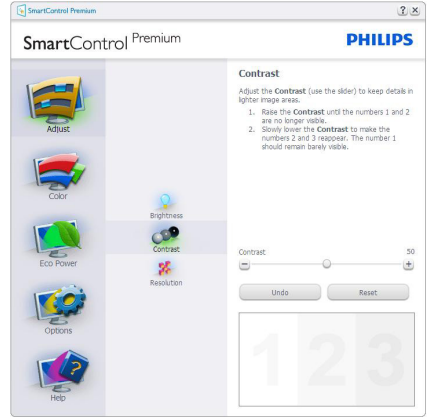 SmartControl Premium
SmartControl Premium
PHILIPS
Adjust
Color
Eco Power
Options
Help
Brightness
Contrast
Resolution
Contrast
Adjust the Contrast (use the slider) to keep details in
lighter image areas.
1. Raise the Contrast until the numbers 1 and 2
are no longer visible.
2. Slowly lower the Contrast to make the
numbers 2 and 3 reappear. The number 1
should remain barely visible.
Contrast 50
Undo Reset
1 2 3